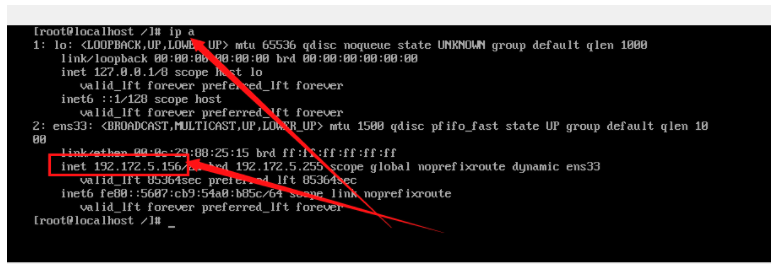 [root@localhost /]# ip a
1: lo: <LOOPBACK,UP,LOWER_UP> mtu 65536 qdisc noqueue state UNKNOWN group default qlen 1000
link/loopback 00:00:00:00:00:00 brd 00:00:00:00:00:00
inet 127.0.0.1/8 scope host lo
valid_lft forever preferred_lft forever
inet6 ::1/128 scope host
valid_lft forever preferred_lft forever
2: ens33: <BROADCAST,MULTICAST,UP,LOWER_UP> mtu 1500 qdisc pfifo_fast state UP group default qlen 10
00
link/ether 00:0c:29:88:25:15 brd ff:ff:ff:ff:ff:ff
inet 192.172.5.156/ brd 192.172.5.255 scope global noprefixroute dynamic ens33
valid_lft 85364sec preferred_lft 85364sec
inet6 fe80::5607:cb9:54a0:b85c/64 scope link noprefixroute
valid_lft forever preferred_lft forever
[root@localhost /]# _